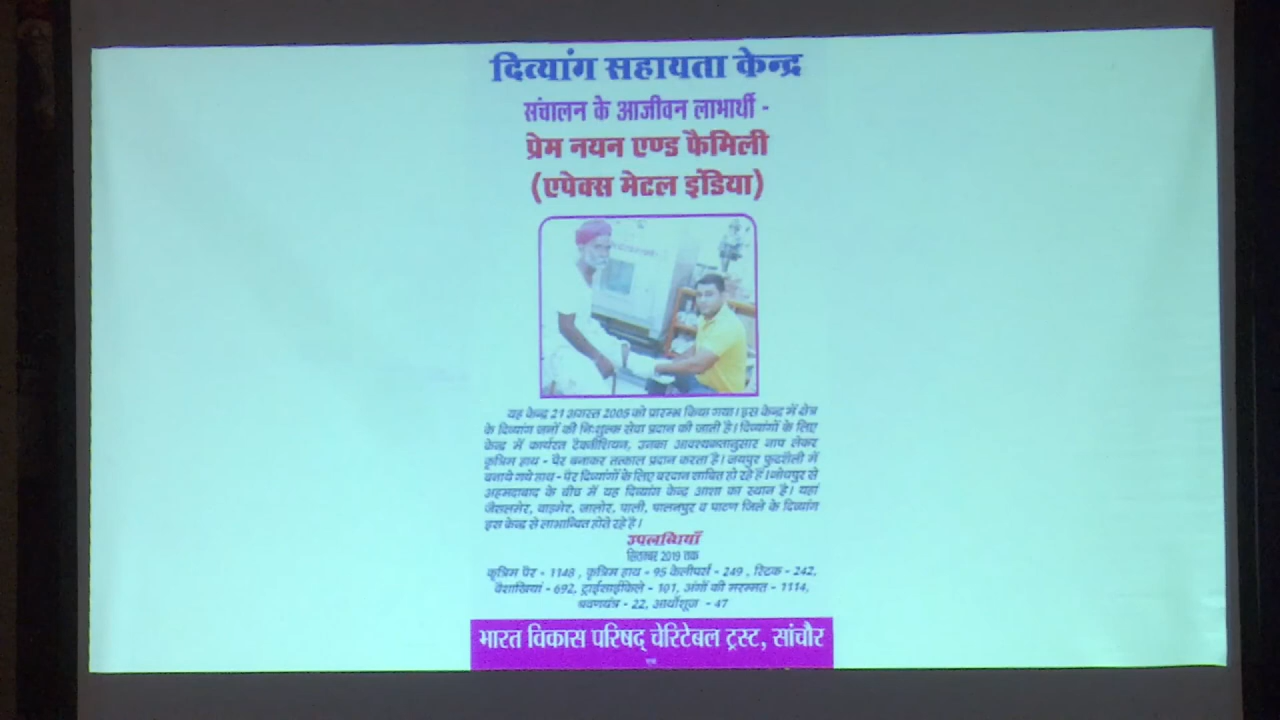 दिव्यांग सहायता केन्द्र
संचालन के आजीवन लाभार्थी -
प्रेम नयन एण्ड फैमिली
(एपेक्स मेटल इंडिया)
यह केन्द्र 21 अगस्त 2005 को प्रारम्भ किया गया। इस केन्द्र में क्षेत्र
के दिव्यांग जनों की निःशुल्क सेवा प्रदान की जाती है। दिव्यांगों के लिए
केन्द्र में कार्यरत टेक्नीशियन, उनका आवश्यकतानुसार नाप लेकर
कृत्रिम हाथ - पैर बनाकर तत्काल प्रदान करता है। जयपुर फुटशैली में
बनाये गये हाथ - पैर दिव्यांगों के लिए वरदान साबित हो रहे हैं। जोधपुर से
अहमदाबाद के बीच में यह दिव्यांग केन्द्र आशा का स्थान है। यहां
जैसलमेर, बाड़मेर, जालोर, पाली, पालनपुर व पाटण जिले के दिव्यांग
इस केन्द्र से लाभान्वित होते रहे है।
उपलब्धियाँ
सितम्बर 2019 तक
कृत्रिम पैर - 1148 , कृत्रिम हाथ - 95 केलीपर्स - 249 , स्टिक - 242,
वैशाखियां - 692, ट्राईसाईकिले - 101, अंगों की मरम्मत - 1114,
श्रवणयंत्र - 22, आर्थोशूज - 47
भारत विकास परिषद् चेरिटेबल ट्रस्ट, सांचौर